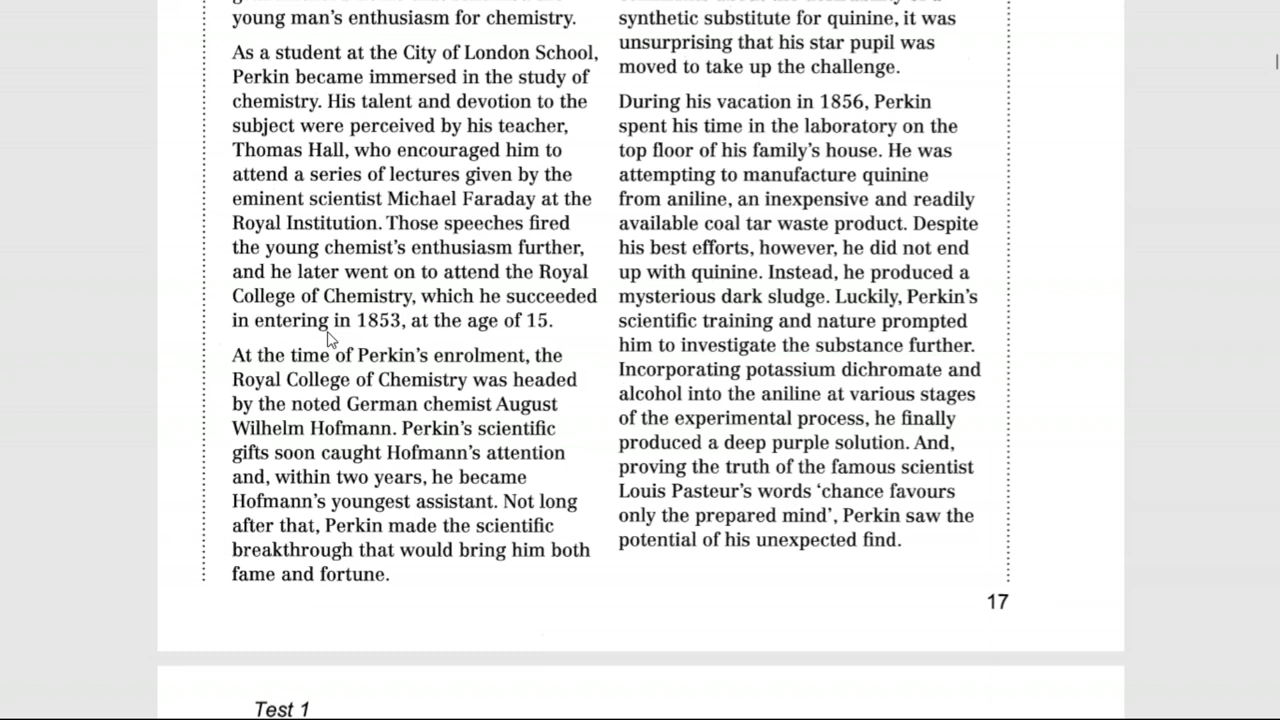 young man’s enthusiasm for chemistry.
As a student at the City of London School,
Perkin became immersed in the study of
chemistry. His talent and devotion to the
subject were perceived by his teacher,
Thomas Hall, who encouraged him to
attend a series of lectures given by the
eminent scientist Michael Faraday at the
Royal Institution. Those speeches fired
the young chemist’s enthusiasm further,
and he later went on to attend the Royal
College of Chemistry, which he succeeded
in entering in 1853, at the age of 15.
At the time of Perkin’s enrolment, the
Royal College of Chemistry was headed
by the noted German chemist August
Wilhelm Hofmann. Perkin’s scientific
gifts soon caught Hofmann’s attention
and, within two years, he became
Hofmann’s youngest assistant. Not long
after that, Perkin made the scientific
breakthrough that would bring him both
fame and fortune.
synthetic substitute for quinine, it was
unsurprising that his star pupil was
moved to take up the challenge.
During his vacation in 1856, Perkin
spent his time in the laboratory on the
top floor of his family’s house. He was
attempting to manufacture quinine
from aniline, an inexpensive and readily
available coal tar waste product. Despite
his best efforts, however, he did not end
up with quinine. Instead, he produced a
mysterious dark sludge. Luckily, Perkin’s
scientific training and nature prompted
him to investigate the substance further.
Incorporating potassium dichromate and
alcohol into the aniline at various stages
of the experimental process, he finally
produced a deep purple solution. And,
proving the truth of the famous scientist
Louis Pasteur’s words ‘chance favours
only the prepared mind’, Perkin saw the
potential of his unexpected find.
17
Test 1